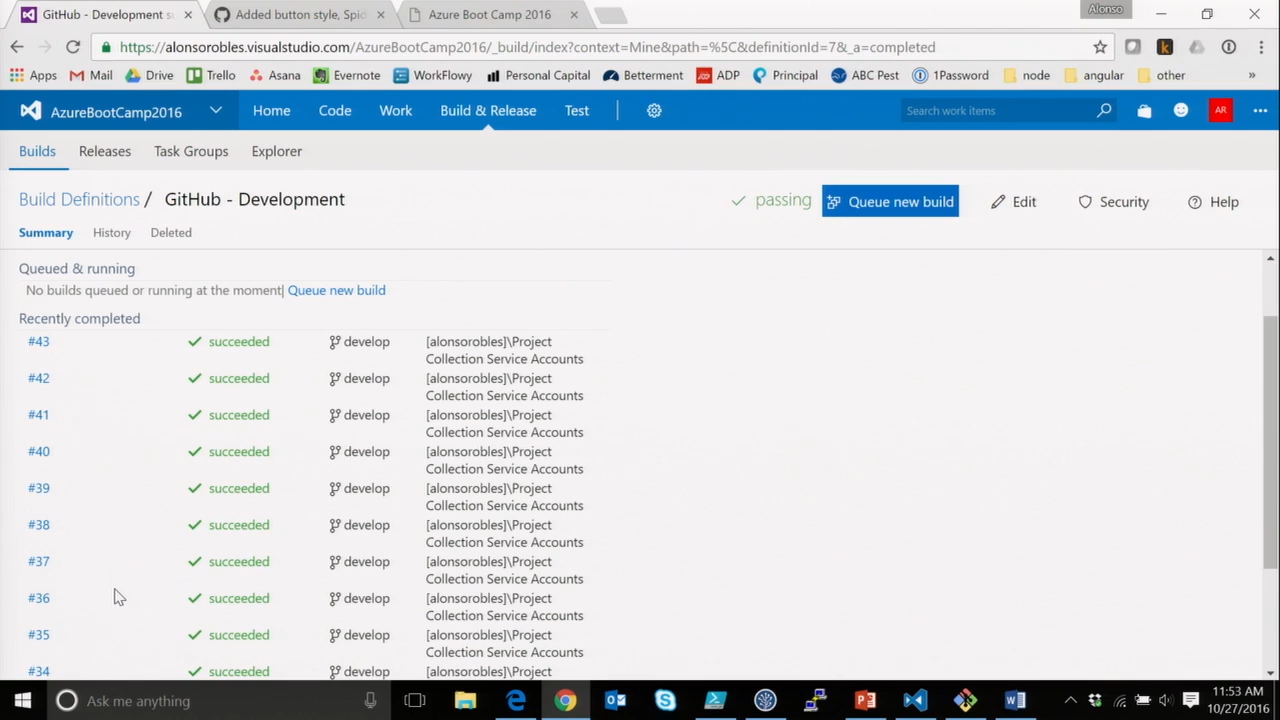 GitHub - Development su
Added button style, Spid
Azure Boot Camp 2016
Alonso
https://alonsorobles.visualstudio.com/AzureBootCamp2016/_build/index?context=Mine&path=%5C&definitionId=7&_a=completed
Apps Mail Drive Trello Asana Evernote WorkFlowy Personal Capital Betterment ADP Principal ABC Pest 1Password node angular other »
AzureBootCamp2016 Home Code Work Build & Release Test Search work items AR
Builds Releases Task Groups Explorer
Build Definitions / GitHub - Development passing Queue new build Edit Security Help
Summary History Deleted
Queued & running
No builds queued or running at the moment| Queue new build
Recently completed
#43 succeeded develop [alonsorobles]\Project
Collection Service Accounts
#42 succeeded develop [alonsorobles]\Project
Collection Service Accounts
#41 succeeded develop [alonsorobles]\Project
Collection Service Accounts
#40 succeeded develop [alonsorobles]\Project
Collection Service Accounts
#39 succeeded develop [alonsorobles]\Project
Collection Service Accounts
#38 succeeded develop [alonsorobles]\Project
Collection Service Accounts
#37 succeeded develop [alonsorobles]\Project
Collection Service Accounts
#36 succeeded develop [alonsorobles]\Project
Collection Service Accounts
#35 succeeded develop [alonsorobles]\Project
Collection Service Accounts
#34 succeeded develop [alonsorobles]\Project
Ask me anything
11:53 AM
10/27/2016